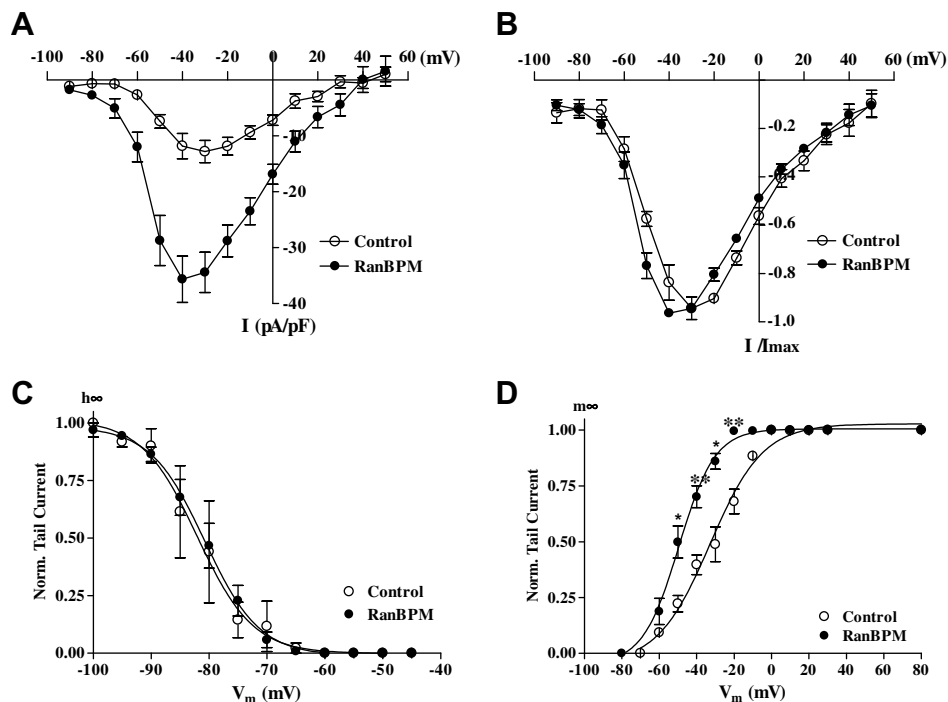 A
-100 -80 -60 -40 -20 0 20 40 60 (mV)
-10
-20
-30
-40
Control
RanBPM
I (pA/pF)
B
-100 -80 -60 -40 -20 0 20 40 60 (mV)
-0.2
-0.4
-0.6
-0.8
-1.0
Control
RanBPM
I /Imax
C
h∞
1.00
0.75
0.50
0.25
0.00
Norm. Tail Current
Control
RanBPM
-100 -90 -80 -70 -60 -50 -40
Vm (mV)
D
m∞
1.00
0.75
0.50
0.25
0.00
Norm. Tail Current
**
*
**
*
Control
RanBPM
-80 -60 -40 -20 0 20 40 60 80
Vm (mV)